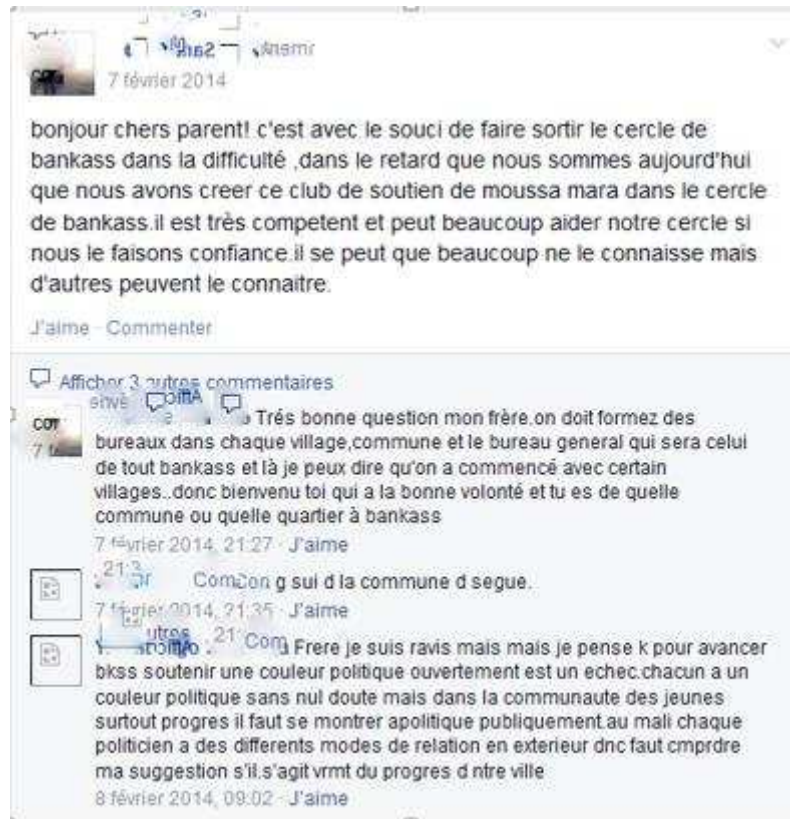 7 février 2014
bonjour chers parent! c'est avec le souci de faire sortir le cercle de
bankass dans la difficulté ,dans le retard que nous sommes aujourd'hui
que nous avons creer ce club de soutien de moussa mara dans le cercle
de bankass.il est très competent et peut beaucoup aider notre cercle si
nous le faisons confiance.il se peut que beaucoup ne le connaisse mais
d'autres peuvent le connaitre.
J'aime · Commenter
Afficher 3 autres commentaires
Trés bonne question mon frère.on doit formez des
bureaux dans chaque village,commune et le bureau general qui sera celui
de tout bankass et là je peux dire qu'on a commencé avec certain
villages..donc bienvenu toi qui a la bonne volonté et tu es de quelle
commune ou quelle quartier à bankass
7 février 2014, 21:27 · J'aime
g sui d la commune d segue.
7 février 2014, 21:35 · J'aime
Frere je suis ravis mais mais je pense k pour avancer
bkss soutenir une couleur politique ouvertement est un echec.chacun a un
couleur politique sans nul doute mais dans la communaute des jeunes
surtout progres il faut se montrer apolitique publiquement.au mali chaque
politicien a des differents modes de relation en exterieur dnc faut cmprdre
ma suggestion s'il.s'agit vrmt du progres d ntre ville
8 février 2014, 09:02 · J'aime